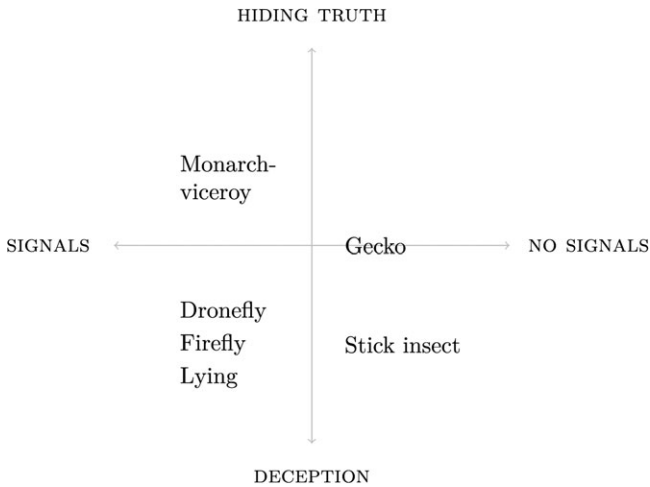 HIDING TRUTH
Monarch-
viceroy
SIGNALS
Gecko
NO SIGNALS
Dronefly
Firefly
Stick insect
Lying
DECEPTION